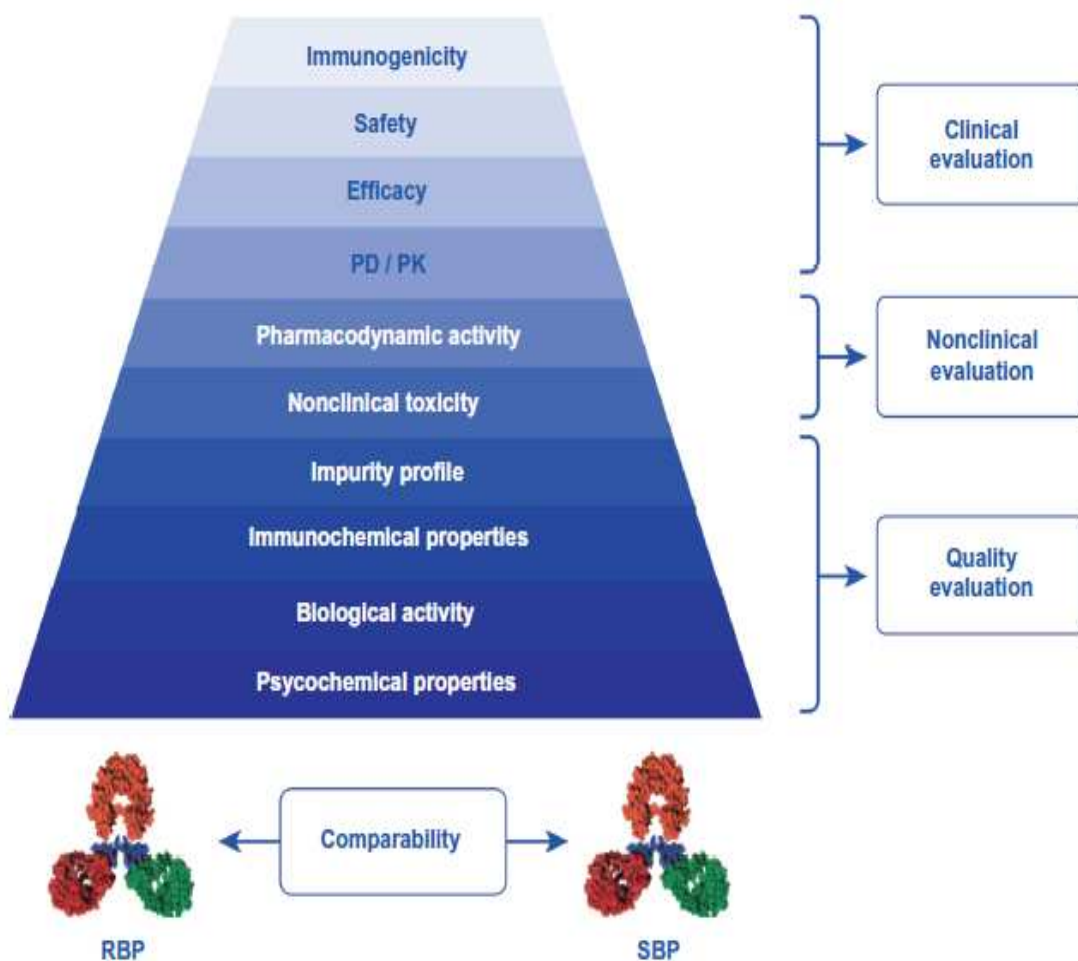 Immunogenicity
Safety
Efficacy
PD / PK
Pharmacodynamic activity
Nonclinical toxicity
Impurity profile
Immunochemical properties
Biological activity
Psycochemical properties
Clinical
evaluation
Nonclinical
evaluation
Quality
evaluation
Comparability
RBP
SBP